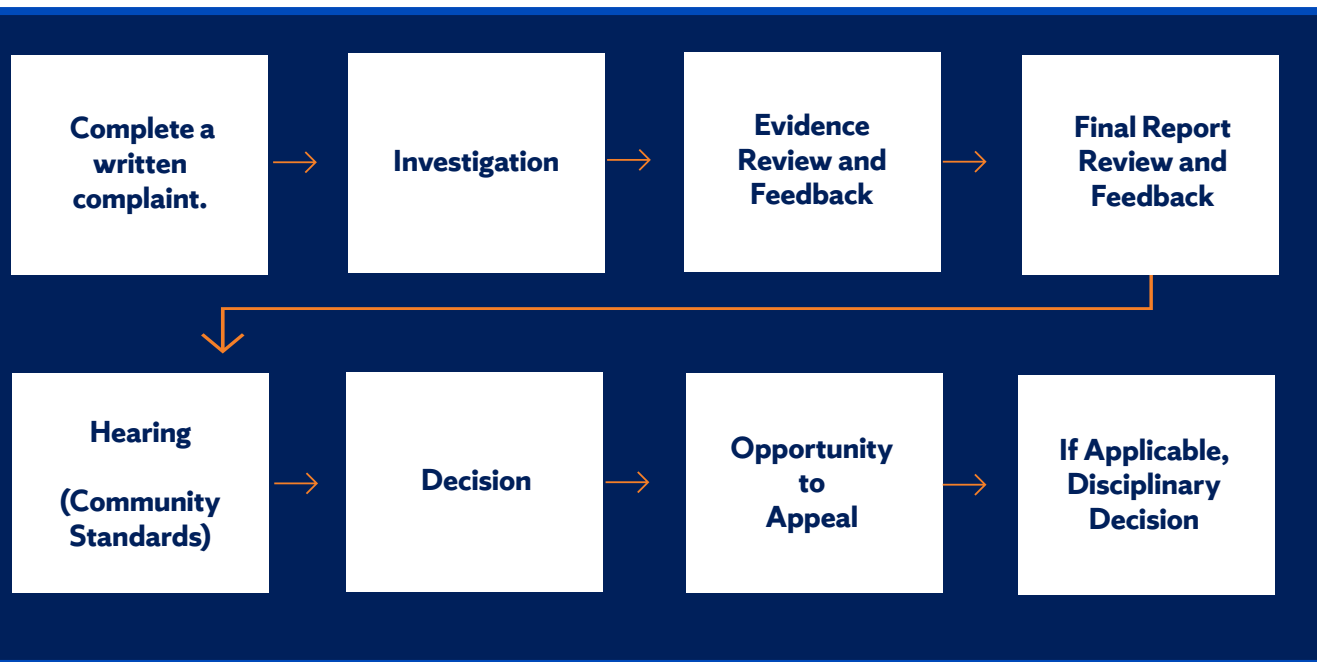 Complete a
written
complaint.
Investigation
Evidence
Review and
Feedback
Final Report
Review and
Feedback
Hearing
(Community
Standards)
Decision
Opportunity
to
Appeal
If Applicable,
Disciplinary
Decision